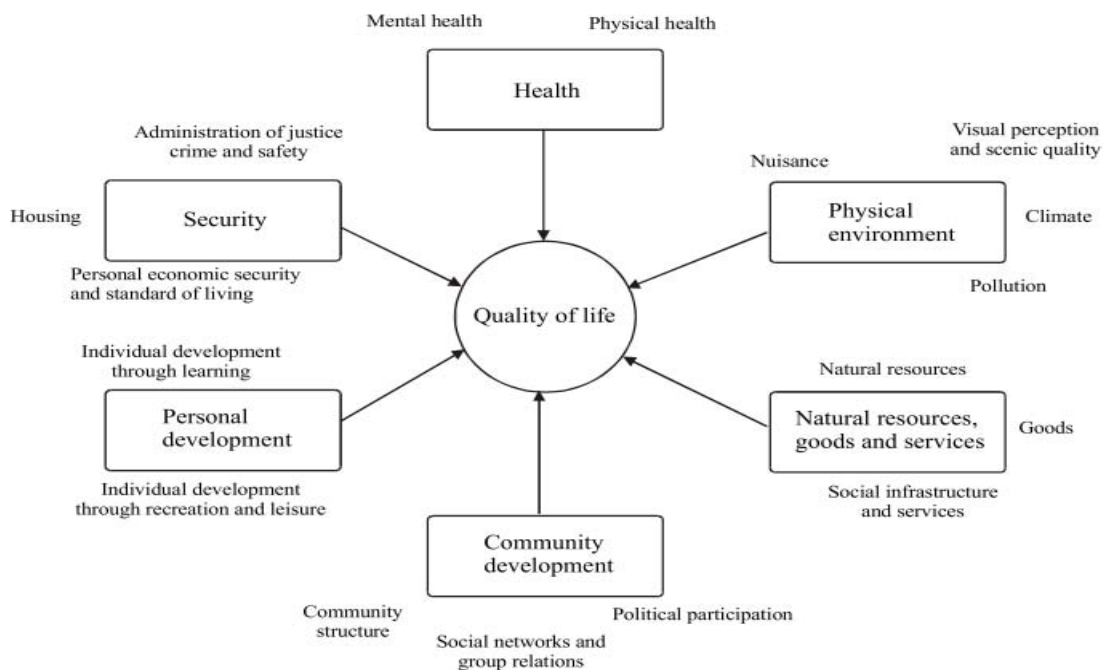 Mental health
Physical health
Health
Administration of justice
crime and safety
Visual perception
and scenic quality
Nuisance
Housing
Security
Physical
environment
Climate
Personal economic security
and standard of living
Pollution
Quality of life
Individual development
through learning
Natural resources
Personal
development
Natural resources,
goods and services
Goods
Individual development
through recreation and leisure
Social infrastructure
and services
Community
development
Community
structure
Political participation
Social networks and
group relations